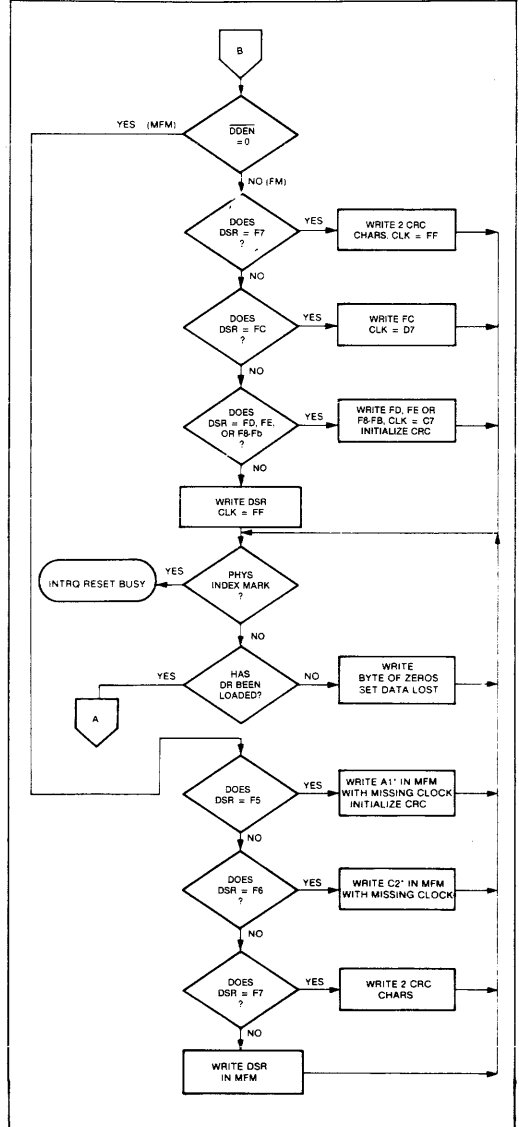 B
YES (MFM)
DDEN
= 0
NO (FM)
DOES
DSR = F7
?
YES
WRITE 2 CRC
CHARS. CLK = FF
NO
DOES
DSR = FC
?
YES
WRITE FC
CLK = D7
NO
DOES
DSR = FD, FE,
OR F8-Fb
?
YES
WRITE FD, FE OR
F8-FB, CLK = C7
INITIALIZE CRC
NO
WRITE DSR
CLK = FF
PHYS
INDEX MARK
?
YES
INTRQ RESET BUSY
NO
HAS
DR BEEN
LOADED?
YES
A
NO
WRITE
BYTE OF ZEROS
SET DATA LOST
DOES
DSR = F5
YES
WRITE A1* IN MFM
WITH MISSING CLOCK
INITIALIZE CRC
NO
DOES
DSR = F6
?
YES
WRITE C2* IN MFM
WITH MISSING CLOCK
NO
DOES
DSR = F7
?
YES
WRITE 2 CRC
CHARS
NO
WRITE DSR
IN MFM